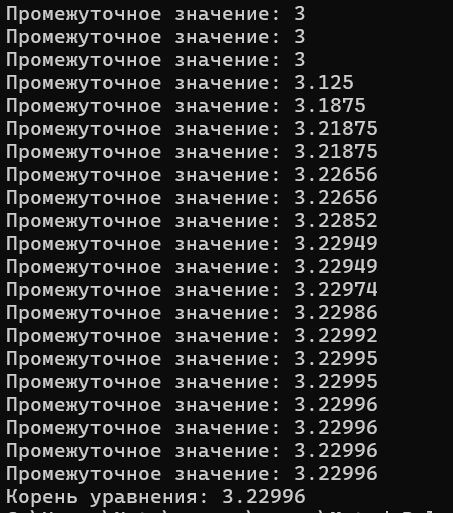 Промежуточное значение: 3
Промежуточное значение: 3
Промежуточное значение: 3
Промежуточное значение: 3.125
Промежуточное значение: 3.1875
Промежуточное значение: 3.21875
Промежуточное значение: 3.21875
Промежуточное значение: 3.22656
Промежуточное значение: 3.22656
Промежуточное значение: 3.22852
Промежуточное значение: 3.22949
Промежуточное значение: 3.22949
Промежуточное значение: 3.22974
Промежуточное значение: 3.22986
Промежуточное значение: 3.22992
Промежуточное значение: 3.22995
Промежуточное значение: 3.22995
Промежуточное значение: 3.22996
Промежуточное значение: 3.22996
Промежуточное значение: 3.22996
Промежуточное значение: 3.22996
Корень уравнения: 3.22996